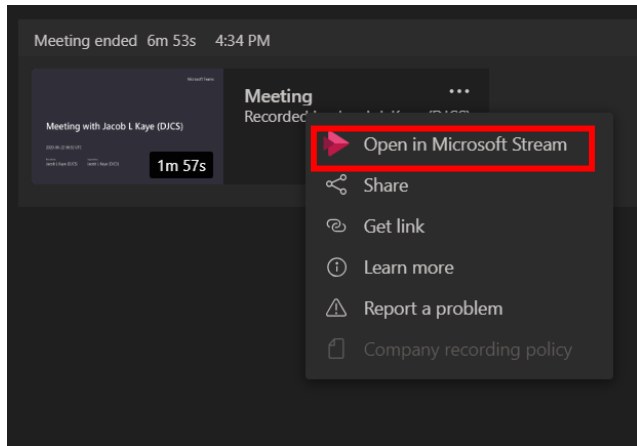 Meeting ended 6m 53s 4:34 PM
Microsoft Teams
Meeting with Jacob L Kaye (DJCS)
1m 57s
Meeting
Recorded
Open in Microsoft Stream
Share
Get link
Learn more
Report a problem
Company recording policy